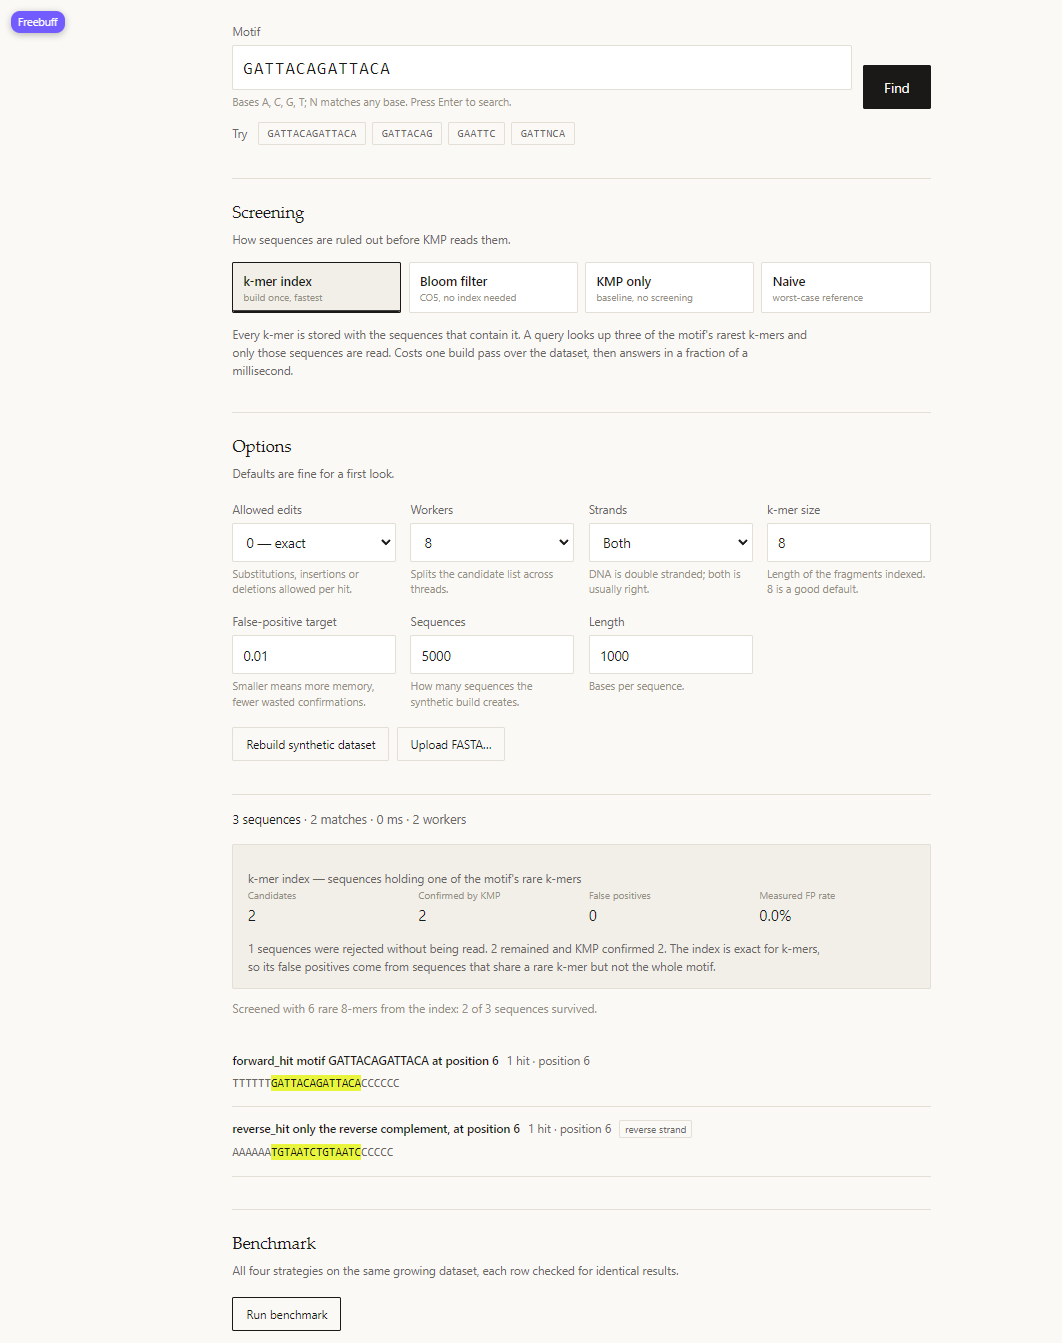 Freebuff
Motif
GATTACAGATTACA
Find
Bases A, C, G, T; N matches any base. Press Enter to search.
Try GATTACAGATTACA GATTACAG GAATTC GATTNCA
Screening
How sequences are ruled out before KMP reads them.
k-mer index
build once, fastest
Bloom filter
CO5, no index needed
KMP only
baseline, no screening
Naive
worst-case reference
Every k-mer is stored with the sequences that contain it. A query looks up three of the motif's rarest k-mers and
only those sequences are read. Costs one build pass over the dataset, then answers in a fraction of a
millisecond.
Options
Defaults are fine for a first look.
Allowed edits
0 — exact
Substitutions, insertions or
deletions allowed per hit.
Workers
8
Splits the candidate list across
threads.
Strands
Both
DNA is double stranded; both is
usually right.
k-mer size
8
Length of the fragments indexed.
8 is a good default.
False-positive target
0.01
Smaller means more memory,
fewer wasted confirmations.
Sequences
5000
How many sequences the
synthetic build creates.
Length
1000
Bases per sequence.
Rebuild synthetic dataset
Upload FASTA...
3 sequences · 2 matches · 0 ms · 2 workers
k-mer index — sequences holding one of the motif's rare k-mers
Candidates
2
Confirmed by KMP
2
False positives
0
Measured FP rate
0.0%
1 sequences were rejected without being read. 2 remained and KMP confirmed 2. The index is exact for k-mers,
so its false positives come from sequences that share a rare k-mer but not the whole motif.
Screened with 6 rare 8-mers from the index: 2 of 3 sequences survived.
forward_hit motif GATTACAGATTACA at position 6 1 hit · position 6
TTTTTTGATTACAGATTACACCCCCC
reverse_hit only the reverse complement, at position 6 1 hit · position 6 reverse strand
AAAAAATGTAATCTGTAATCCCCCC
Benchmark
All four strategies on the same growing dataset, each row checked for identical results.
Run benchmark